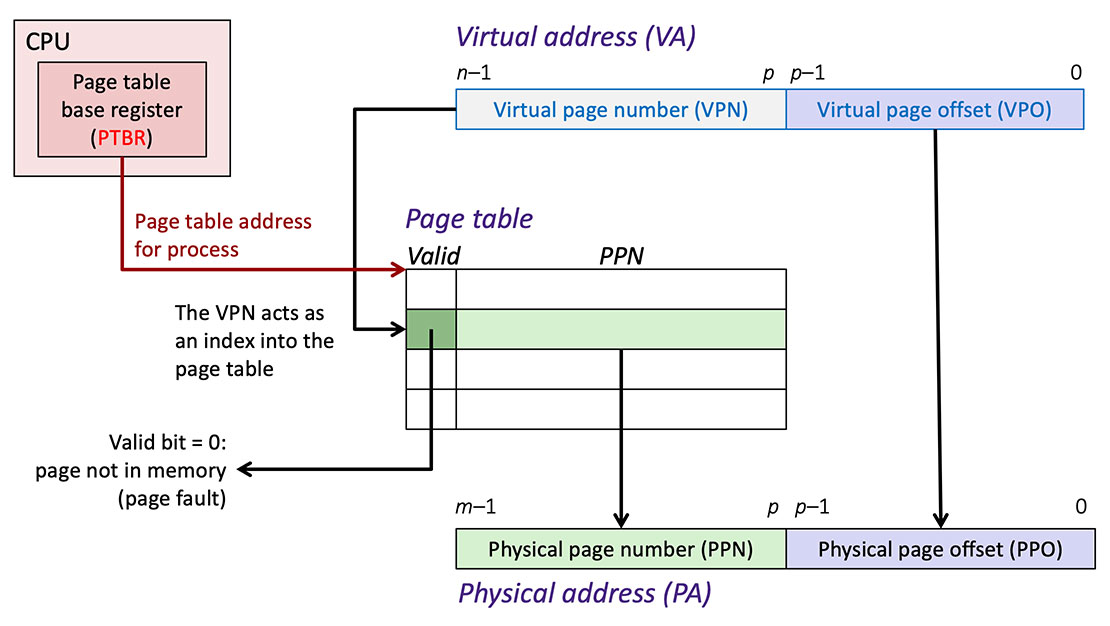 CPU
Page table
base register
(PTBR)
Virtual address (VA)
n–1 p p–1 0
Virtual page number (VPN) Virtual page offset (VPO)
Page table address
for process
Page table
Valid PPN
The VPN acts as
an index into the
page table
Valid bit = 0:
page not in memory
(page fault)
m–1 p p–1 0
Physical page number (PPN) Physical page offset (PPO)
Physical address (PA)